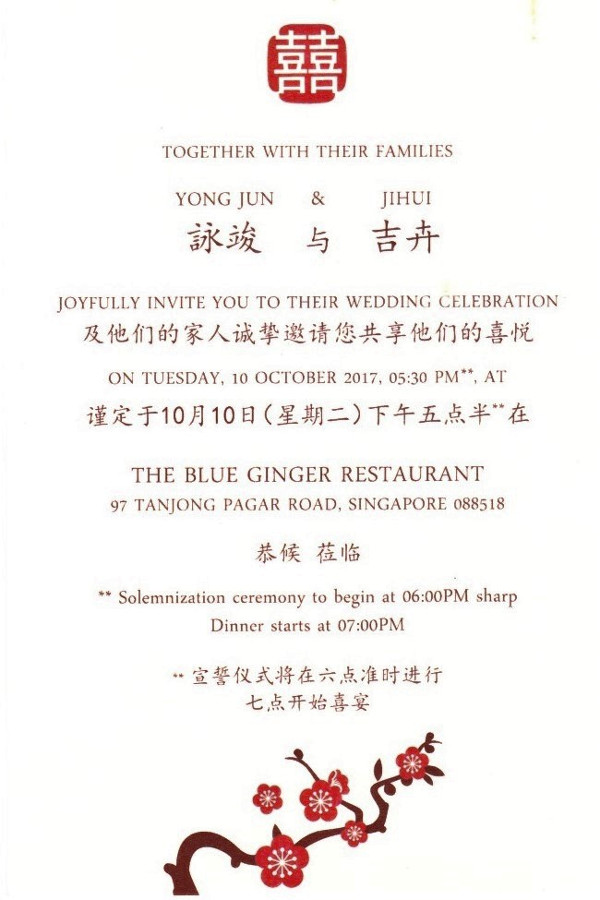 囍
TOGETHER WITH THEIR FAMILIES
YONG JUN & JIHUI
詠竣 与 吉卉
JOYFULLY INVITE YOU TO THEIR WEDDING CELEBRATION
及他们的家人诚挚邀请您共享他们的喜悦
ON TUESDAY, 10 OCTOBER 2017, 05:30 PM**, AT
谨定于10月10日(星期二)下午五点半**在
THE BLUE GINGER RESTAURANT
97 TANJONG PAGAR ROAD, SINGAPORE 088518
恭候 莅临
** Solemnization ceremony to begin at 06:00PM sharp
Dinner starts at 07:00PM
** 宣誓仪式将在六点准时进行
七点开始喜宴